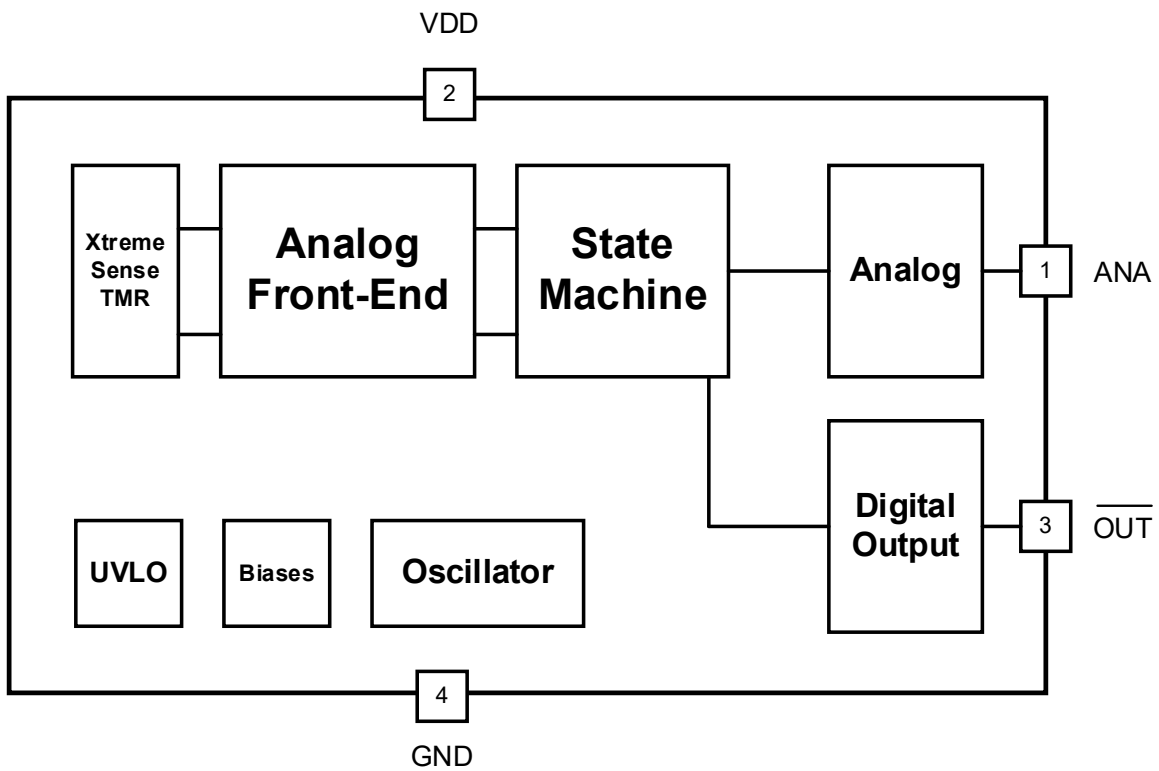 VDD
2
Xtreme
Sense
TMR
Analog
Front-End
State
Machine
Analog
1
ANA
Digital
Output
3
OUT
UVLO
Biases
Oscillator
4
GND